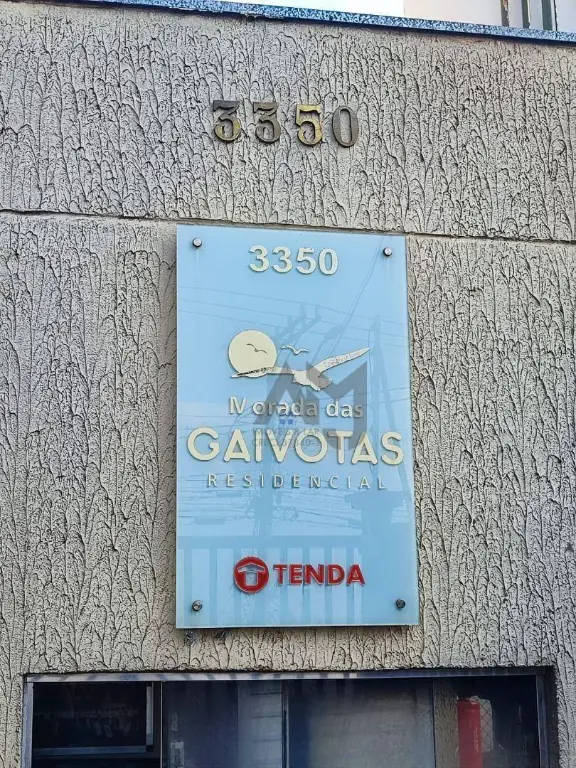 3350
3350
Morada das
GAIVOTAS
RESIDENCIAL
TENDA